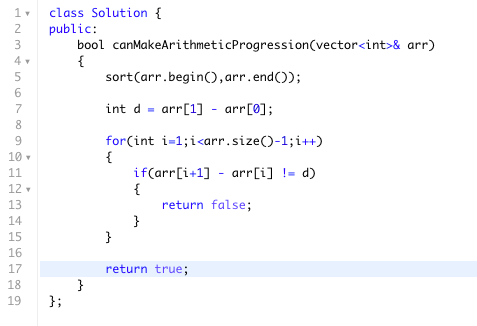 1 class Solution {
2 public:
3     bool canMakeArithmeticProgression(vector<int>& arr)
4     {
5         sort(arr.begin(),arr.end());
6
7         int d = arr[1] - arr[0];
8
9         for(int i=1;i<arr.size()-1;i++)
10         {
11             if(arr[i+1] - arr[i] != d)
12             {
13                 return false;
14             }
15         }
16
17         return true;
18     }
19 };